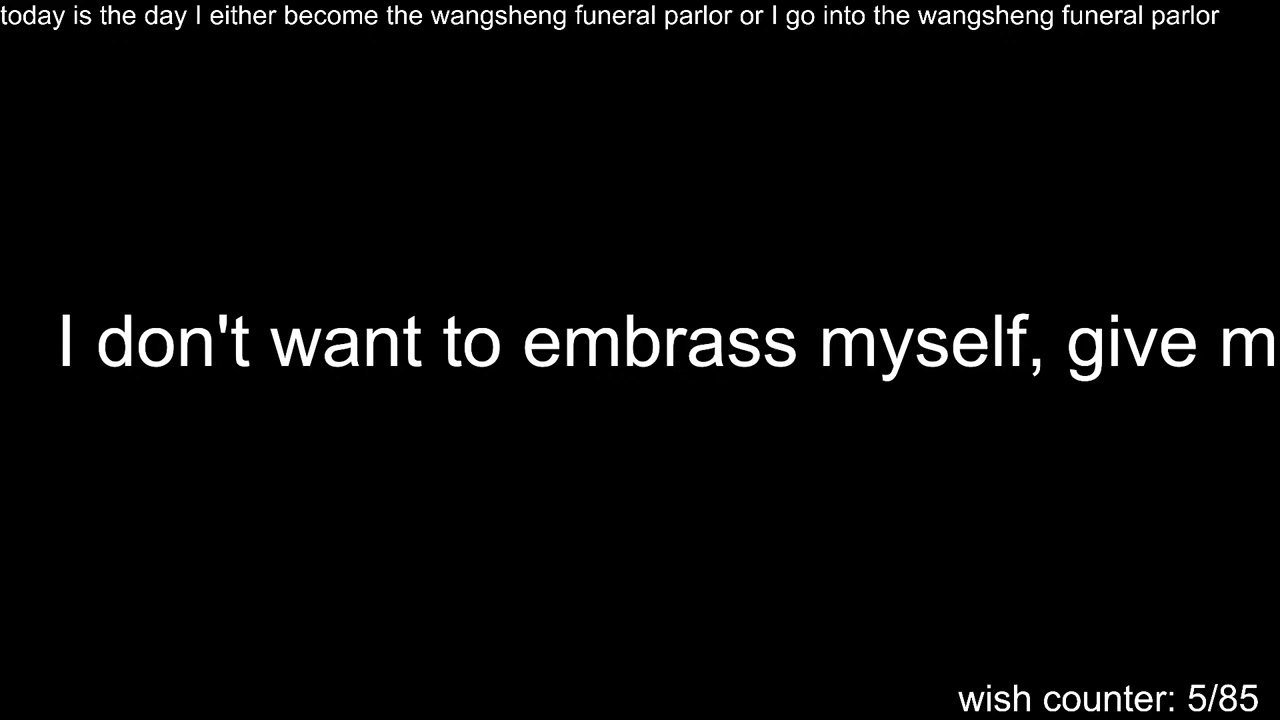 today is the day I either become the wangsheng funeral parlor or I go into the wangsheng funeral parlor
I don't want to embrass myself, give m
wish counter: 5/85